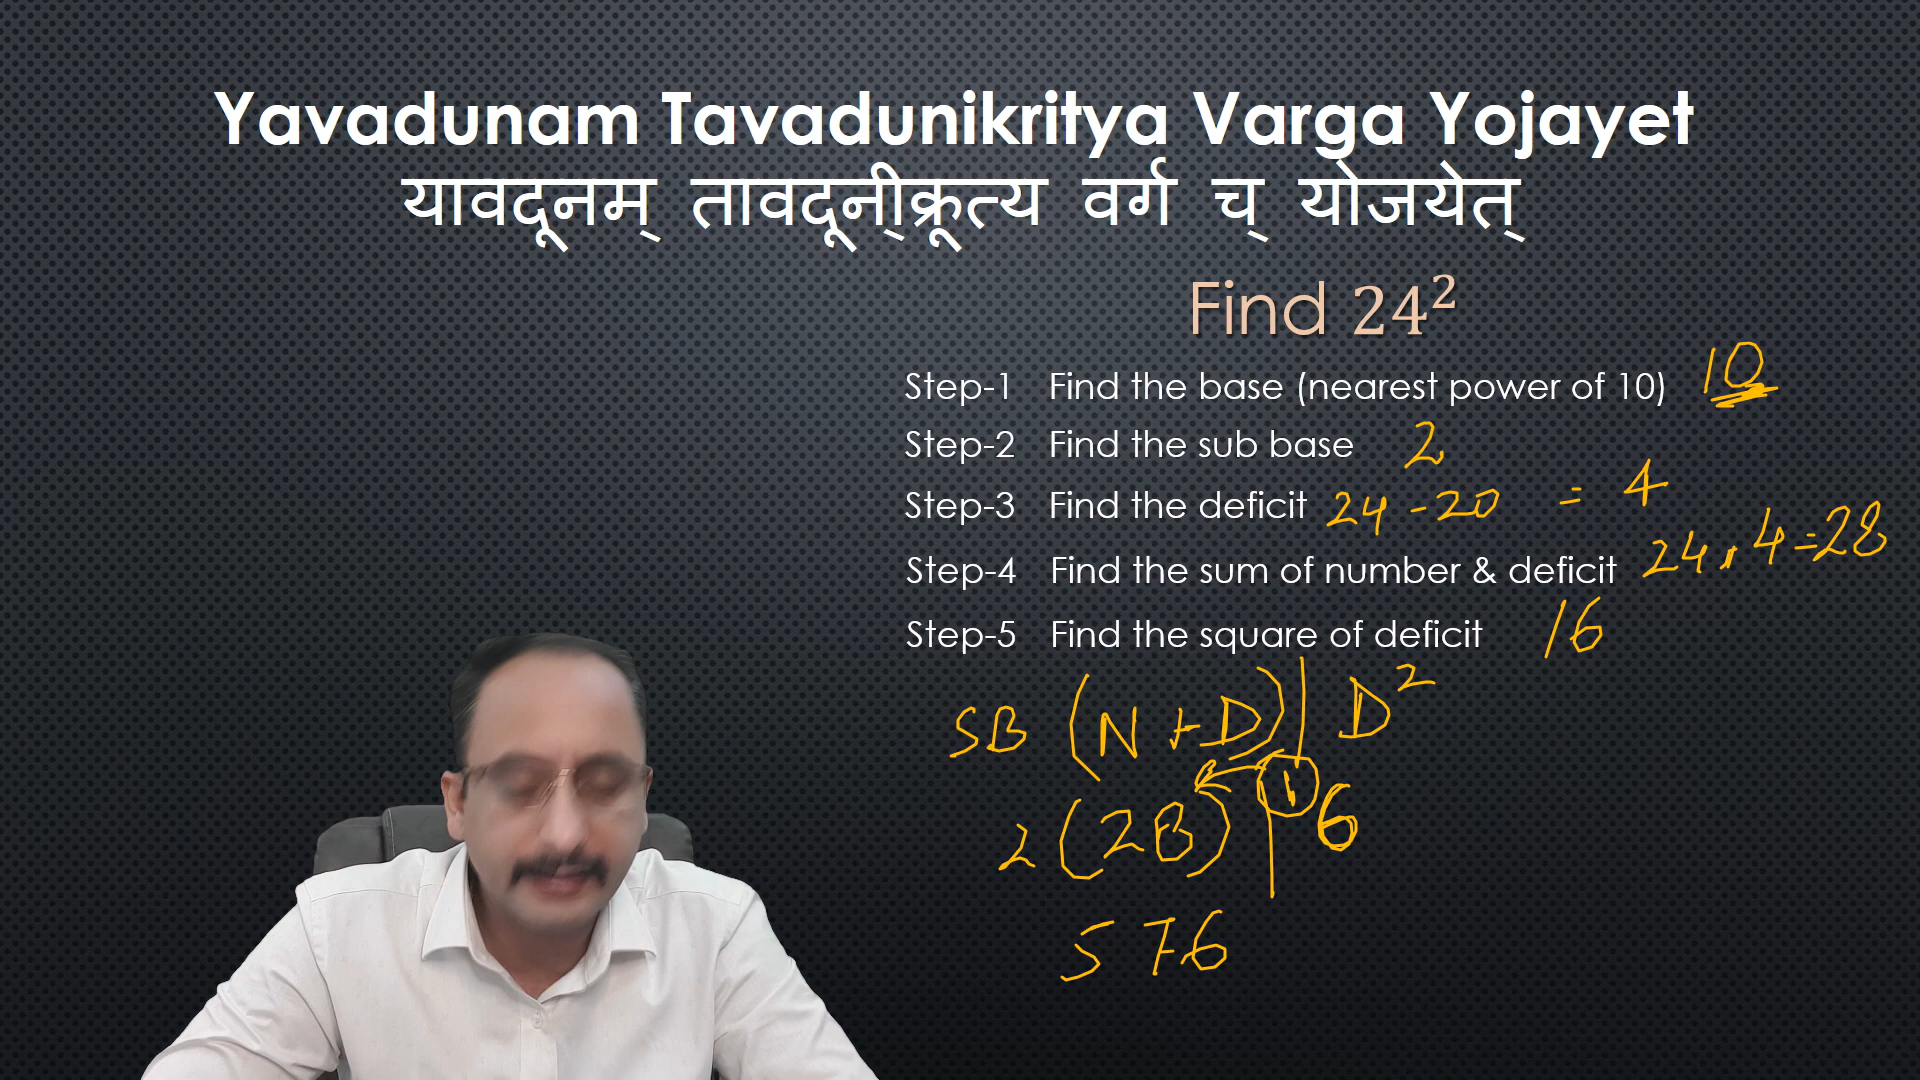 Yavadunam Tavadunikritya Varga Yojayet
यावदूनम् तावदूनी्क्रूत्य वर्ग च् योजयेत्
Find 24²
Step-1 Find the base (nearest power of 10) 10
Step-2 Find the sub base 2
Step-3 Find the deficit 24 - 20 = 4
Step-4 Find the sum of number & deficit 24 + 4 = 28
Step-5 Find the square of deficit 16
SB (N + D) | D²
2 (28) | 16
576